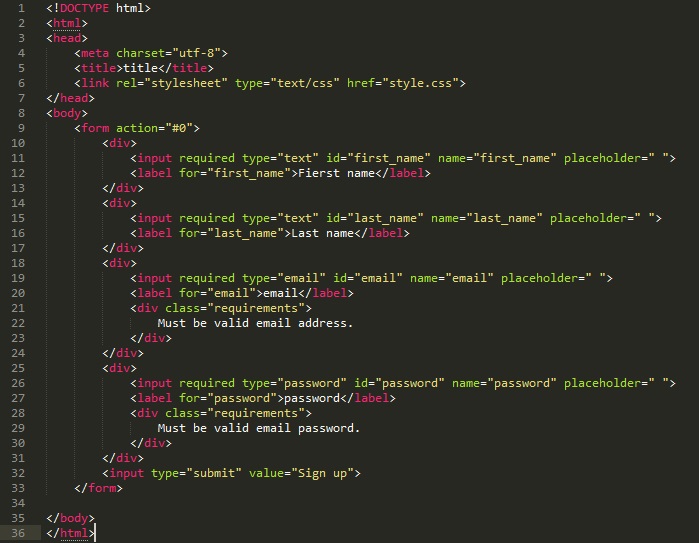 1 <!DOCTYPE html>
2 <html>
3 <head>
4     <meta charset="utf-8">
5     <title>title</title>
6     <link rel="stylesheet" type="text/css" href="style.css">
7 </head>
8 <body>
9     <form action="#0">
10         <div>
11             <input required type="text" id="first_name" name="first_name" placeholder=" ">
12             <label for="first_name">Fierst name</label>
13         </div>
14         <div>
15             <input required type="text" id="last_name" name="last_name" placeholder=" ">
16             <label for="last_name">Last name</label>
17         </div>
18         <div>
19             <input required type="email" id="email" name="email" placeholder=" ">
20             <label for="email">email</label>
21             <div class="requirements">
22                 Must be valid email address.
23             </div>
24         </div>
25         <div>
26             <input required type="password" id="password" name="password" placeholder=" ">
27             <label for="password">password</label>
28             <div class="requirements">
29                 Must be valid email password.
30             </div>
31         </div>
32         <input type="submit" value="Sign up">
33     </form>
34
35 </body>
36 </html>